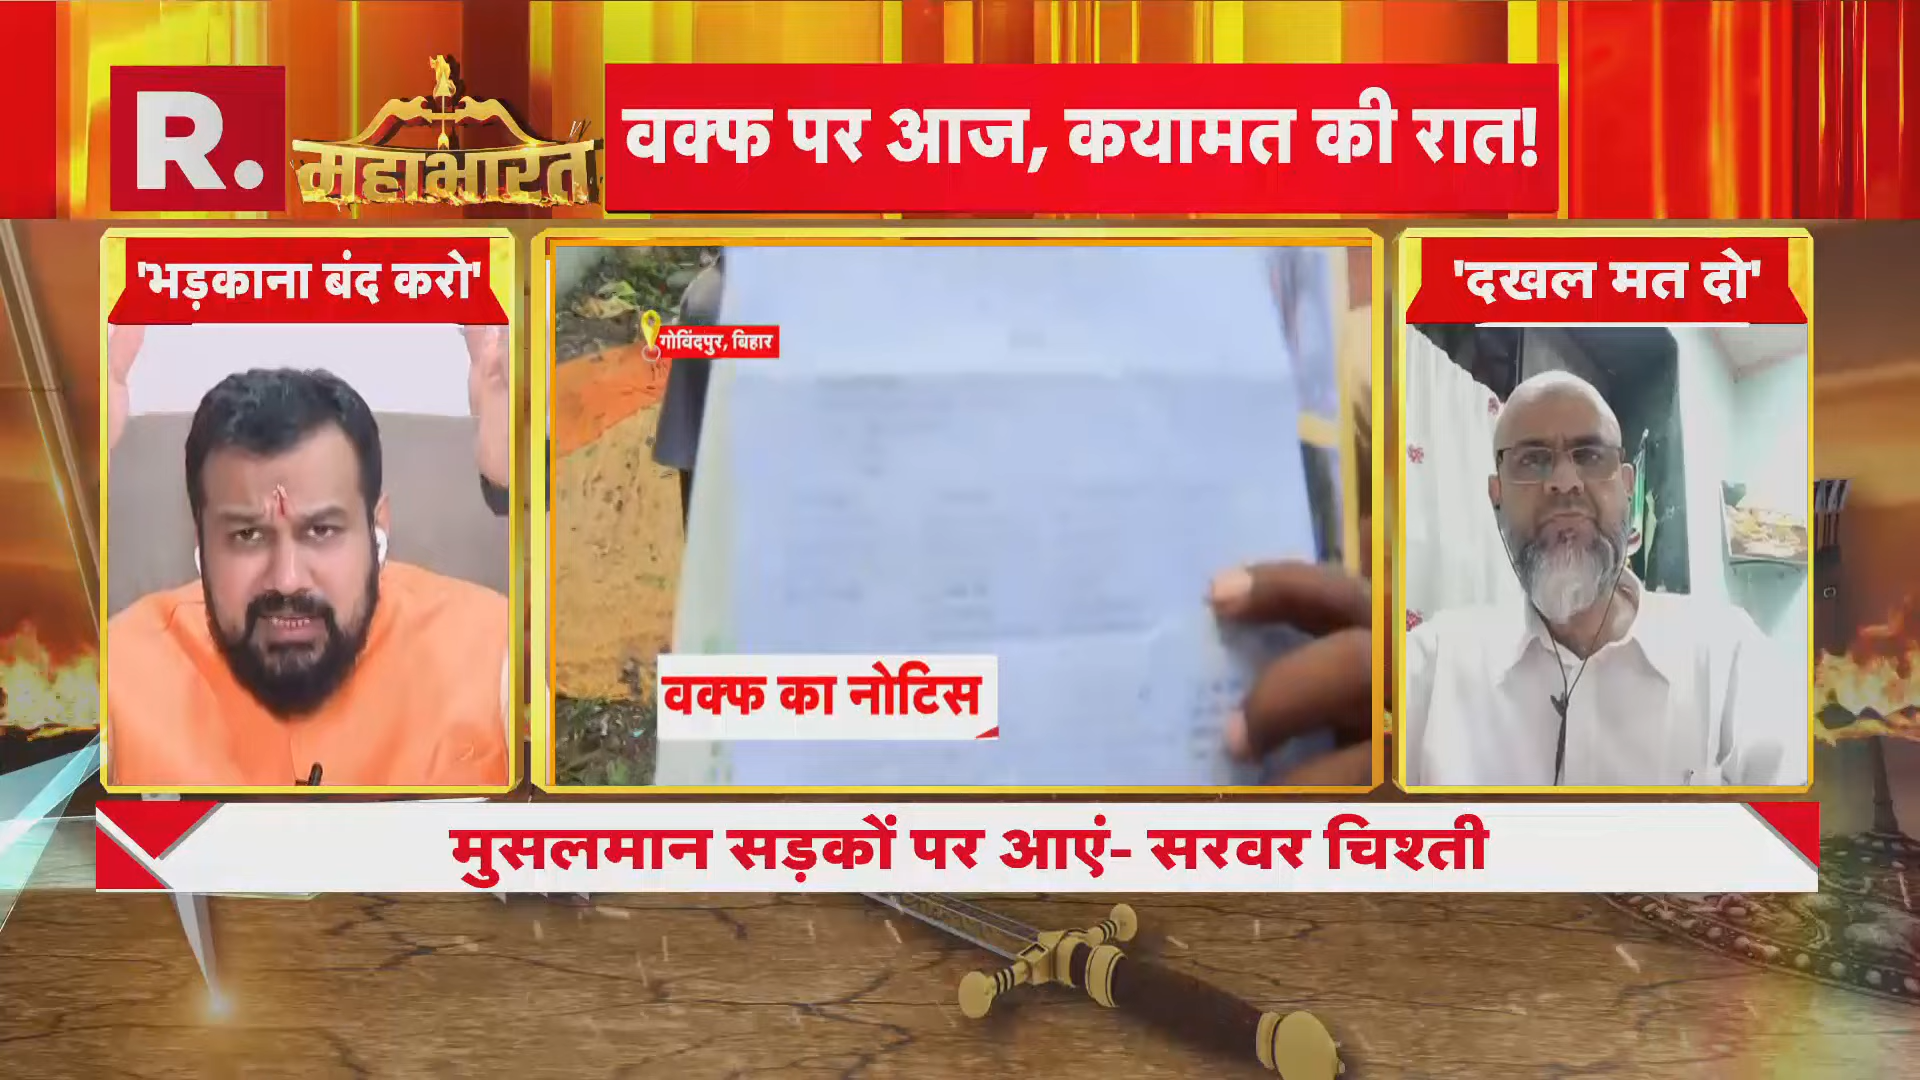 R.
महाभारत
वक्फ पर आज, कयामत की रात!
'भड़काना बंद करो'
गोविंदपुर, बिहार
वक्फ का नोटिस
'दखल मत दो'
मुसलमान सड़कों पर आएं- सरवर चिश्ती